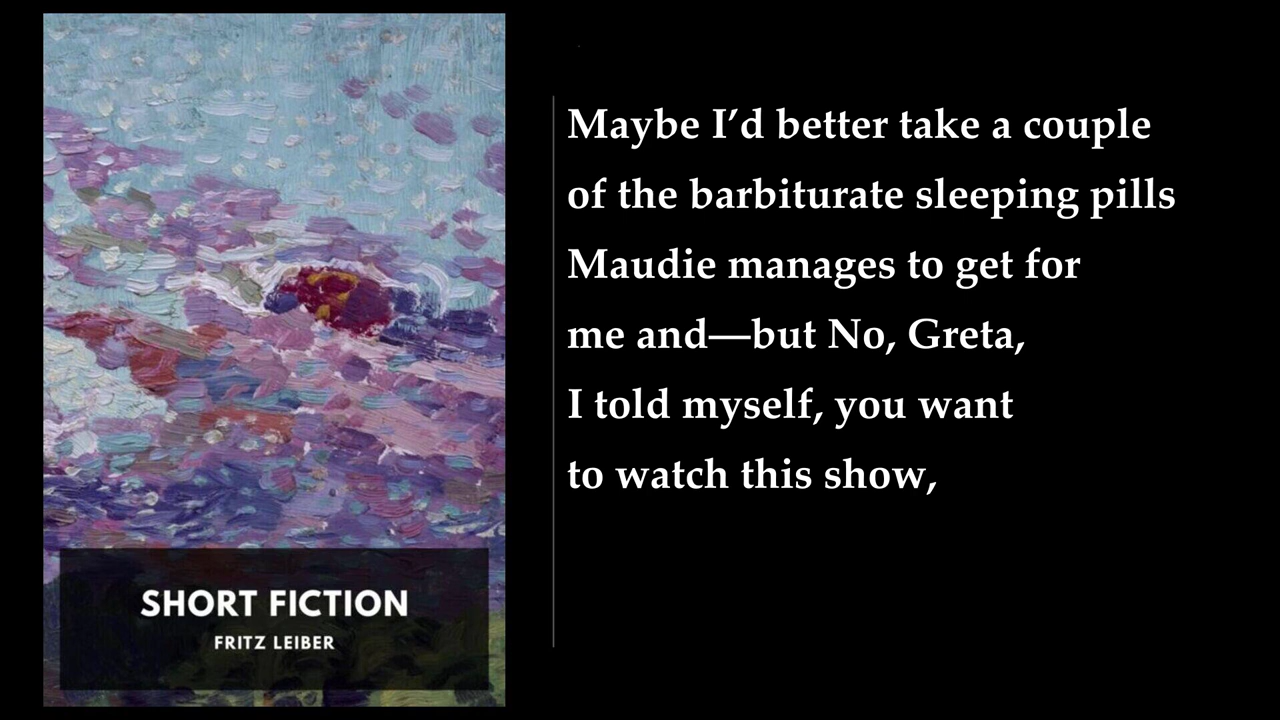 Maybe I’d better take a couple
of the barbiturate sleeping pills
Maudie manages to get for
me and—but No, Greta,
I told myself, you want
to watch this show,
SHORT FICTION
FRITZ LEIBER